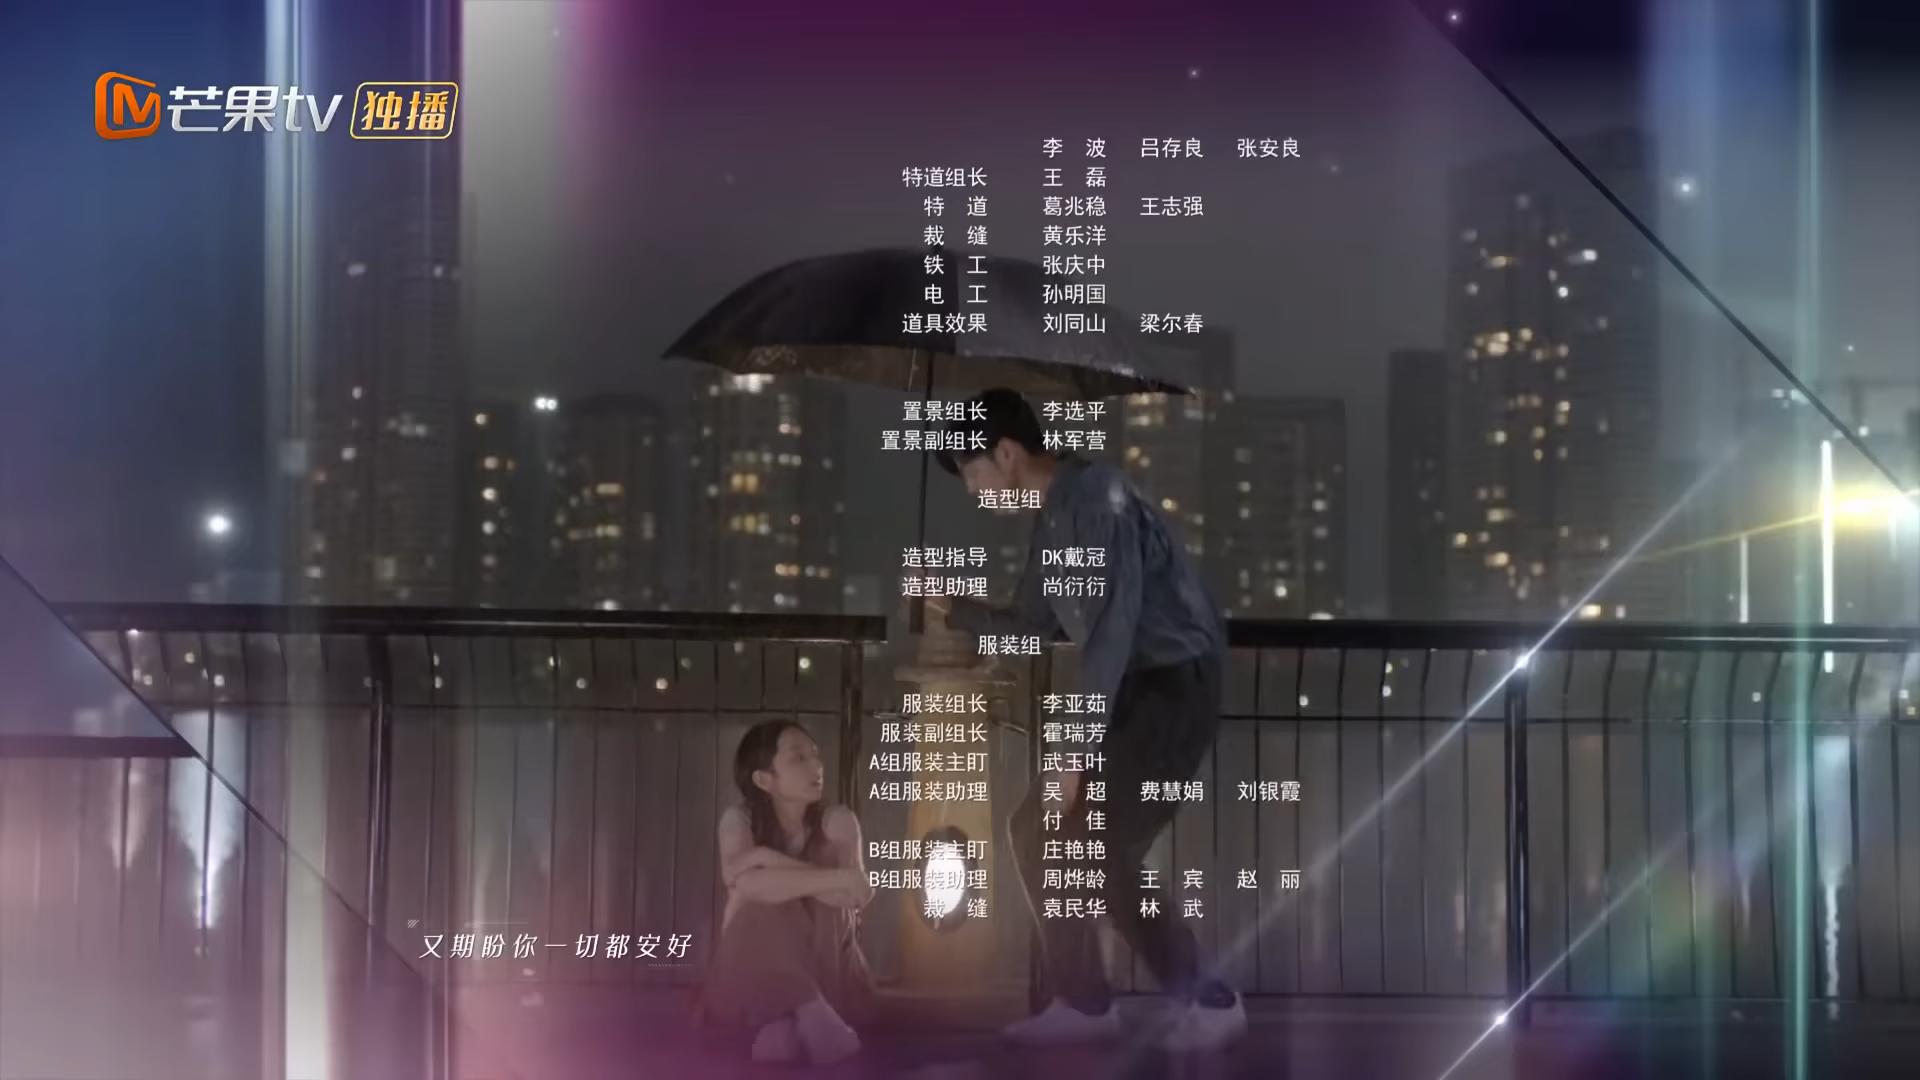 芒果tv 独播
李 波 吕存良 张安良
特道组长 王 磊
特 道 葛兆稳 王志强
裁 缝 黄乐洋
铁 工 张庆中
电 工 孙明国
道具效果 刘同山 梁尔春
置景组长 李选平
置景副组长 林军营
造型组
造型指导 DK戴冠
造型助理 尚衍衍
服装组
服装组长 李亚茹
服装副组长 霍瑞芳
A组服装主盯 武玉叶
A组服装助理 吴 超 费慧娟 刘银霞
付 佳
B组服装主盯 庄艳艳
B组服装助理 周烨龄 王 宾 赵 丽
裁 缝 袁民华 林 武
又期盼你一切都安好